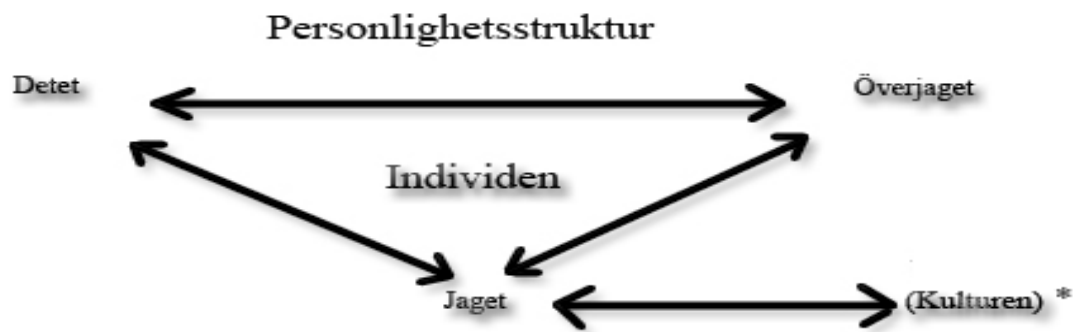 Personlighetsstruktur
Detet
Överjaget
Individen
Jaget
(Kulturen) *